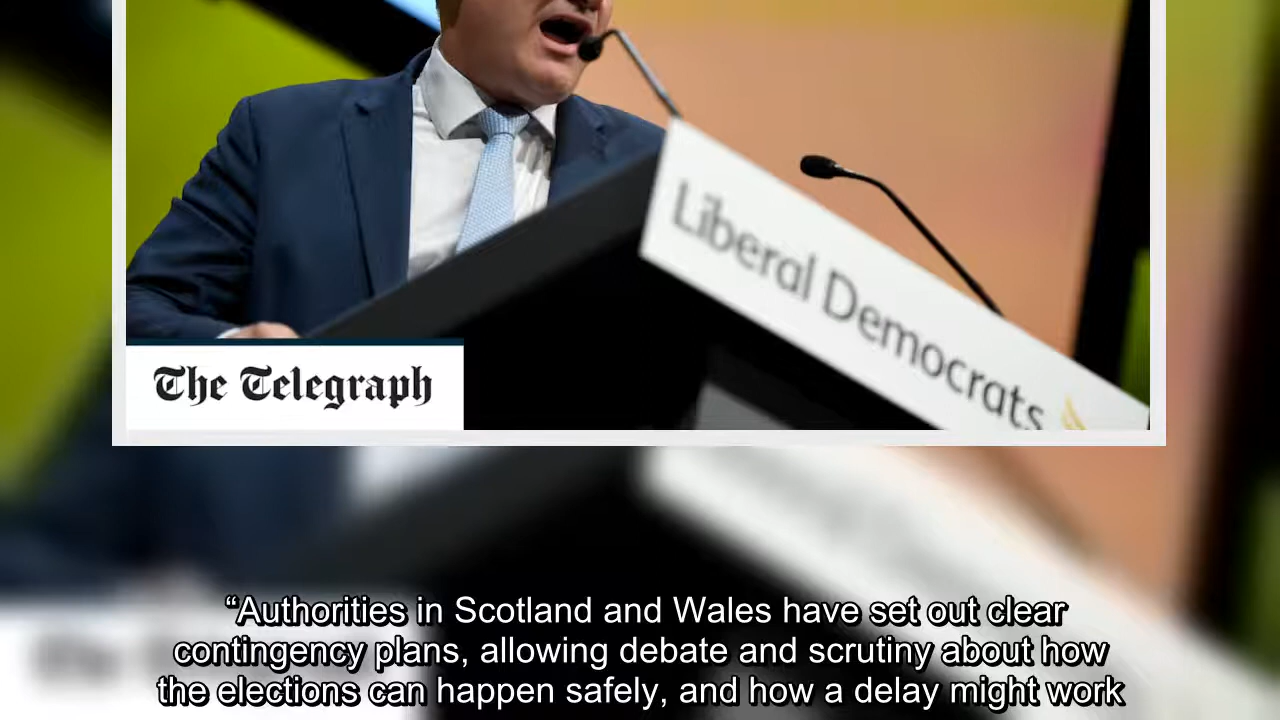 Liberal Democrats
The Telegraph
“Authorities in Scotland and Wales have set out clear
contingency plans, allowing debate and scrutiny about how
the elections can happen safely, and how a delay might work